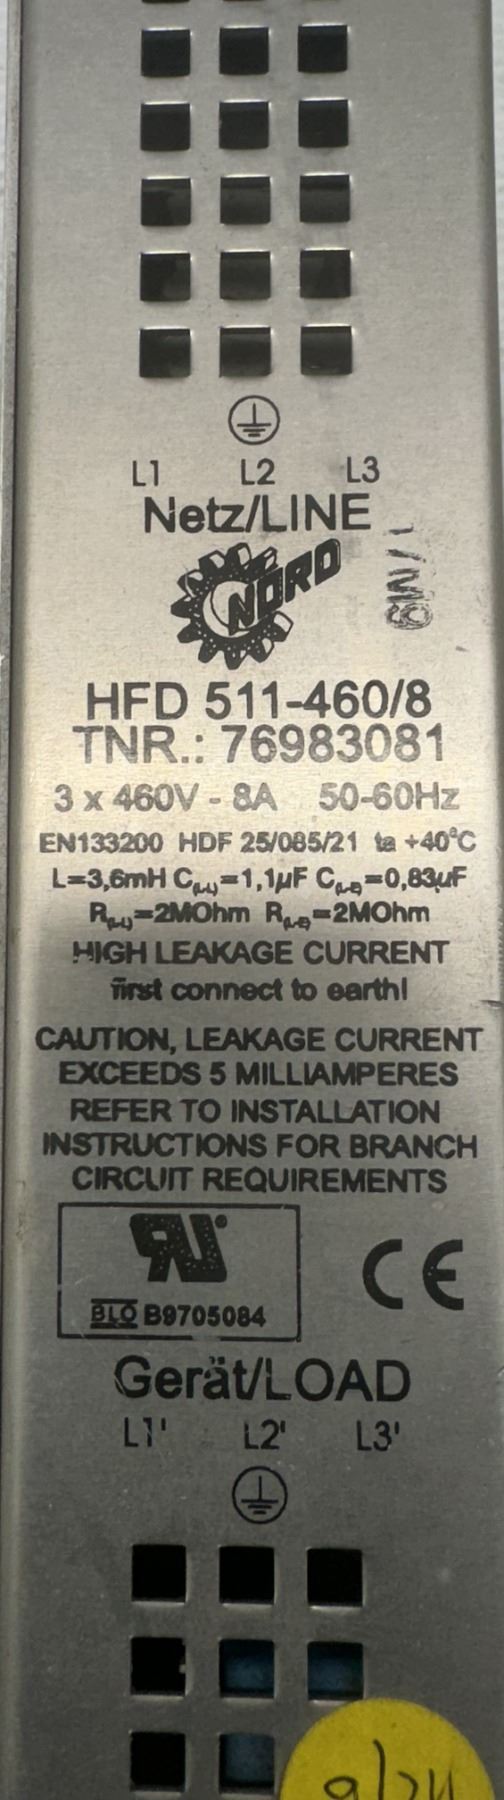 L1 L2 L3
Netz/LINE
NORD
HFD 511-460/8
TNR.: 76983081
3 x 460V - 8A 50-60Hz
EN133200 HDF 25/085/21 ta +40°C
L=3,6mH C(L-L)=1,1µF C(L-E)=0,83µF
R(L-L)=2MOhm R(L-E)=2MOhm
HIGH LEAKAGE CURRENT
first connect to earth!
CAUTION, LEAKAGE CURRENT
EXCEEDS 5 MILLIAMPERES
REFER TO INSTALLATION
INSTRUCTIONS FOR BRANCH
CIRCUIT REQUIREMENTS
RU
BLO B9705084
CE
Gerät/LOAD
L1' L2' L3'